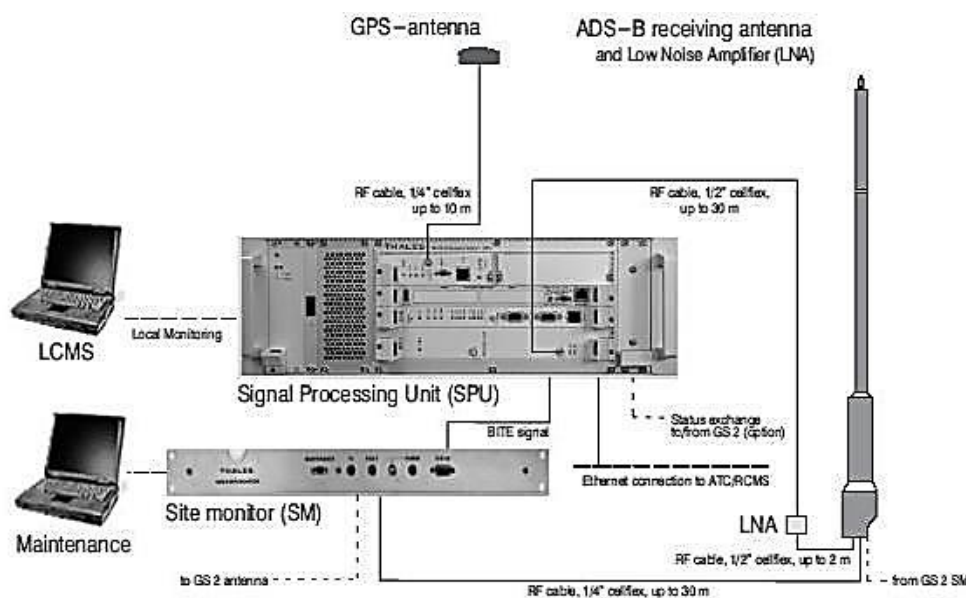 GPS-antenna
ADS-B receiving antenna
and Low Noise Amplifier (LNA)
RF cable, 1/4" cellflex
up to 10 m
RF cable, 1/2" cellflex,
up to 30 m
THALES
LCMS
Local Monitoring
Signal Processing Unit (SPU)
Status exchange
to/from GS 2 (option)
BITE signal
THALES
Ethernet connection to ATC/RCMS
Site monitor (SM)
LNA
Maintenance
RF cable, 1/2" cellflex, up to 2 m
to GS 2 antenna
from GS 2 SM
RF cable, 1/4" cellflex, up to 30 m